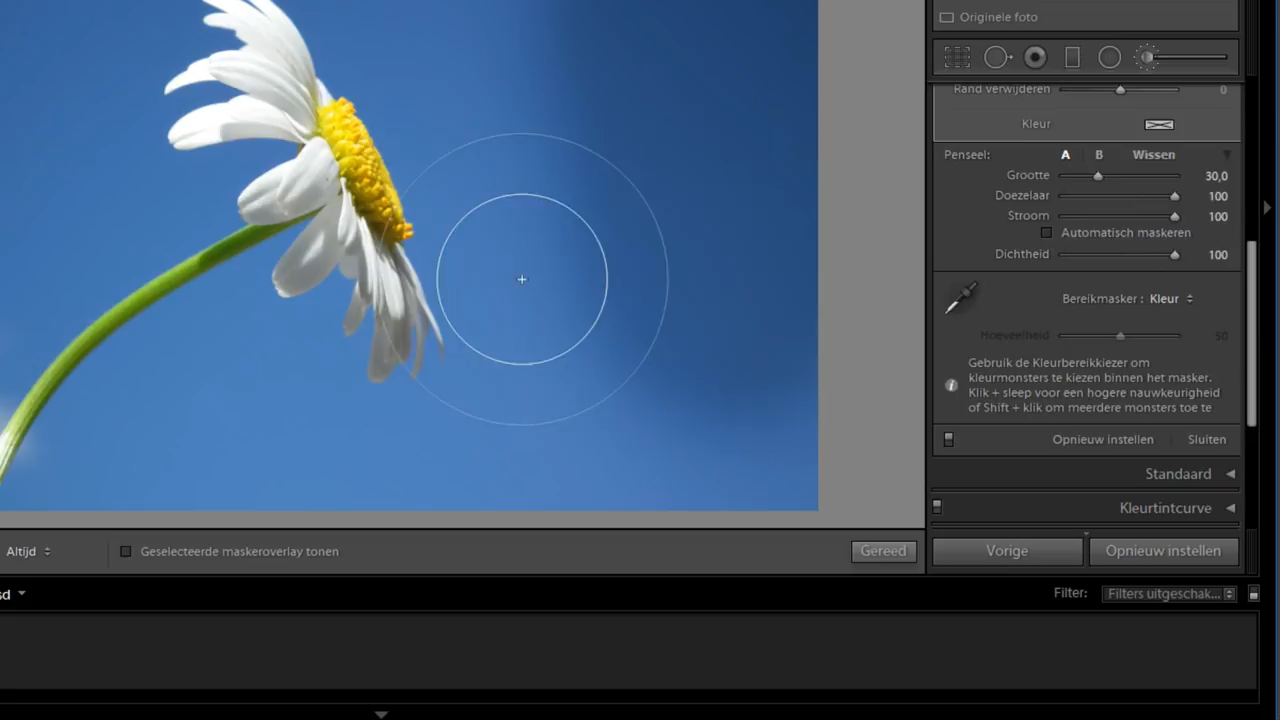 Originele foto
Rand verwijderen 0
Kleur
Penseel: A B Wissen
Grootte 30,0
Doezelaar 100
Stroom 100
Automatisch maskeren
Dichtheid 100
Bereikmasker : Kleur
Hoeveelheid 50
Gebruik de Kleurbereikkiezer om
kleurmonsters te kiezen binnen het masker.
Klik + sleep voor een hogere nauwkeurigheid
of Shift + klik om meerdere monsters toe te
Opnieuw instellen Sluiten
Standaard
Kleurtintcurve
Altijd Geselecteerde maskeroverlay tonen Gereed Vorige Opnieuw instellen
sd Filter: Filters uitgeschak...